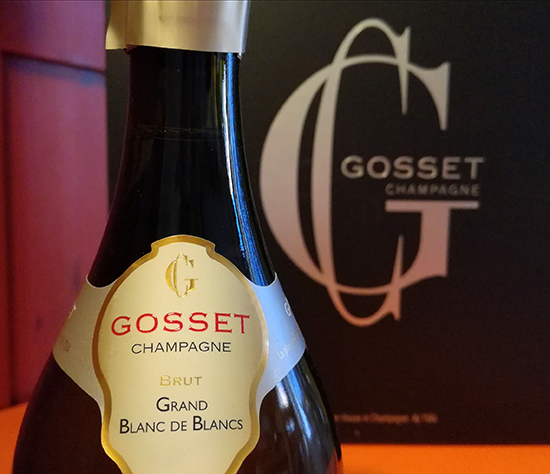 G
GOSSET
CHAMPAGNE
BRUT
GRAND
BLANC DE BLANCS
G
GOSSET
CHAMPAGNE